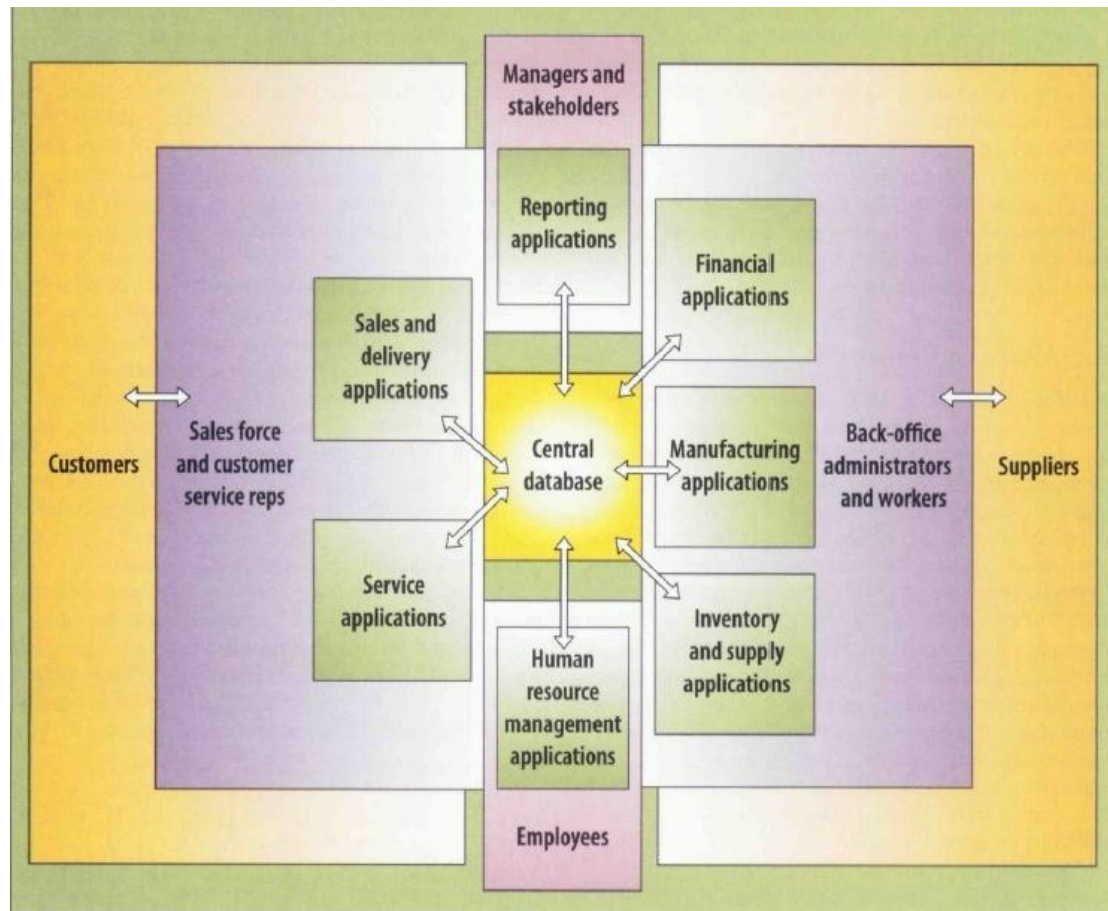 Managers and
stakeholders
Reporting
applications
Financial
applications
Sales and
delivery
applications
Customers
Sales force
and customer
service reps
Central
database
Manufacturing
applications
Back-office
administrators
and workers
Suppliers
Service
applications
Inventory
and supply
applications
Human
resource
management
applications
Employees